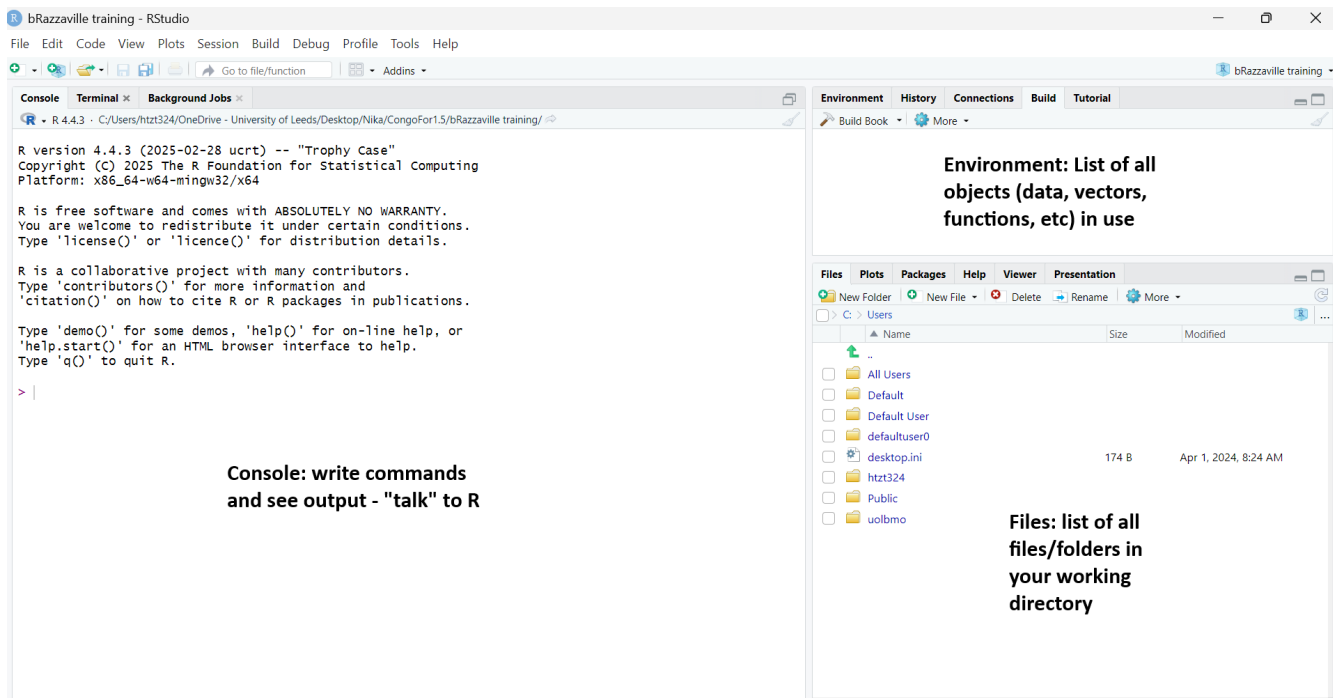 bRazzaville training - RStudio
File Edit Code View Plots Session Build Debug Profile Tools Help
Go to file/function Addins bRazzaville training
Console Terminal Background Jobs
R 4.4.3 · C:/Users/htzt324/OneDrive - University of Leeds/Desktop/Nika/CongoFor1.5/bRazzaville training/
R version 4.4.3 (2025-02-28 ucrt) -- "Trophy Case"
Copyright (C) 2025 The R Foundation for Statistical Computing
Platform: x86_64-w64-mingw32/x64
R is free software and comes with ABSOLUTELY NO WARRANTY.
You are welcome to redistribute it under certain conditions.
Type 'license()' or 'licence()' for distribution details.
R is a collaborative project with many contributors.
Type 'contributors()' for more information and
'citation()' on how to cite R or R packages in publications.
Type 'demo()' for some demos, 'help()' for on-line help, or
'help.start()' for an HTML browser interface to help.
Type 'q()' to quit R.
>
Console: write commands
and see output - "talk" to R
Environment History Connections Build Tutorial
Build Book More
Environment: List of all
objects (data, vectors,
functions, etc) in use
Files Plots Packages Help Viewer Presentation
New Folder New File Delete Rename More
C: > Users ...
Name Size Modified
..
All Users
Default
Default User
defaultuser0
desktop.ini 174 B Apr 1, 2024, 8:24 AM
htzt324
Public
uolbmo
Files: list of all
files/folders in
your working
directory